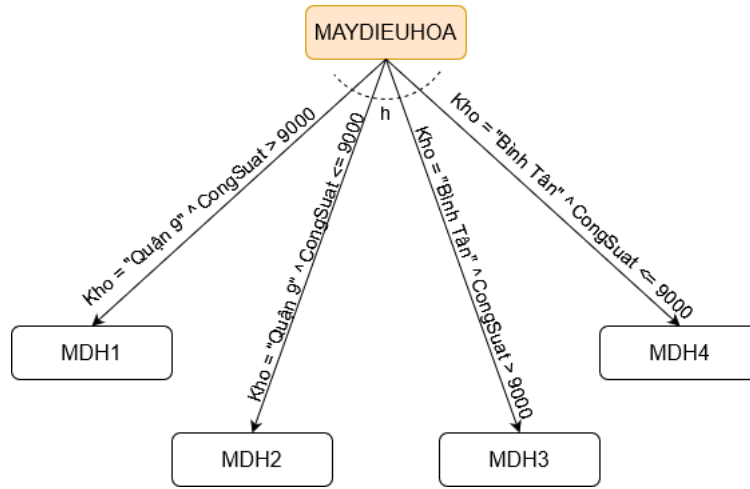 MAYDIEUHOA
h
Kho = "Quận 9" ^ CongSuat > 9000
Kho = "Quận 9" ^ CongSuat <= 9000
Kho = "Bình Tân" ^ CongSuat > 9000
Kho = "Bình Tân" ^ CongSuat <= 9000
MDH1
MDH4
MDH2
MDH3